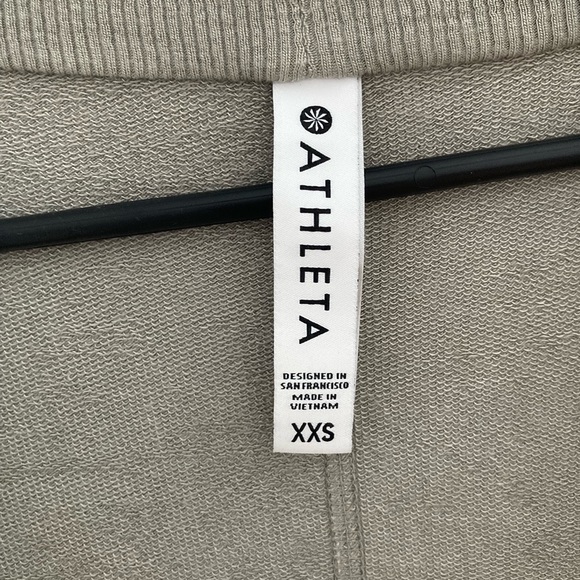 ATHLETA
DESIGNED IN
SAN FRANCISCO
MADE IN
VIETNAM
XXS